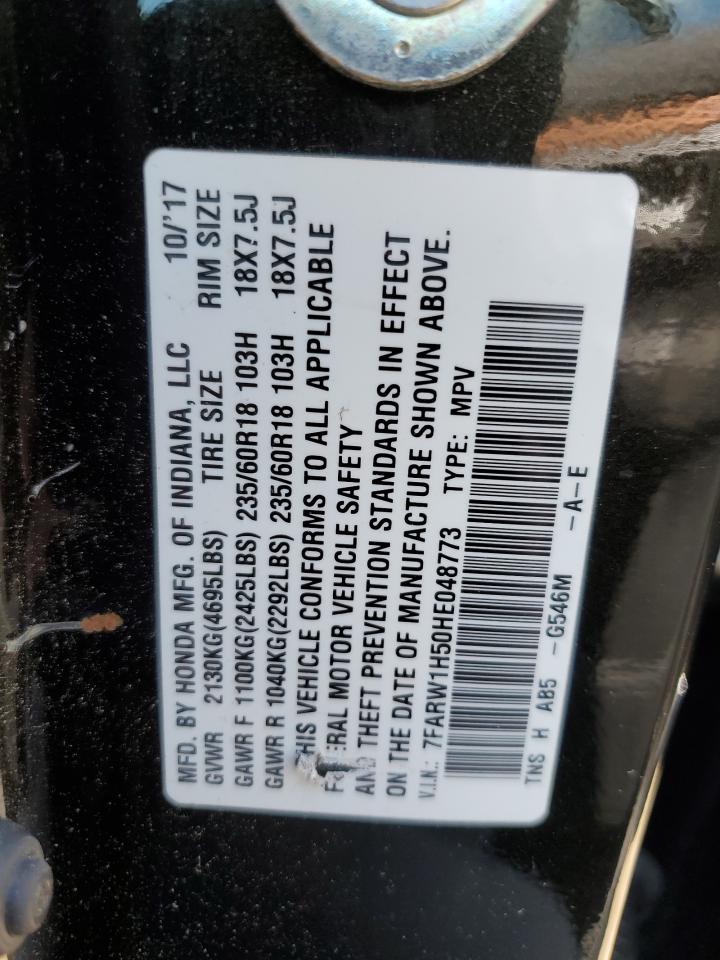 MFD. BY HONDA MFG. OF INDIANA, LLC 10/'17
GVWR 2130KG(4695LBS) TIRE SIZE RIM SIZE
GAWR F 1100KG(2425LBS) 235/60R18 103H 18X7.5J
GAWR R 1040KG(2292LBS) 235/60R18 103H 18X7.5J
THIS VEHICLE CONFORMS TO ALL APPLICABLE
FEDERAL MOTOR VEHICLE SAFETY
AND THEFT PREVENTION STANDARDS IN EFFECT
ON THE DATE OF MANUFACTURE SHOWN ABOVE.
V.I.N.: 7FARW1H50HE048773 TYPE: MPV
TNS H A85 -G546M -A-E